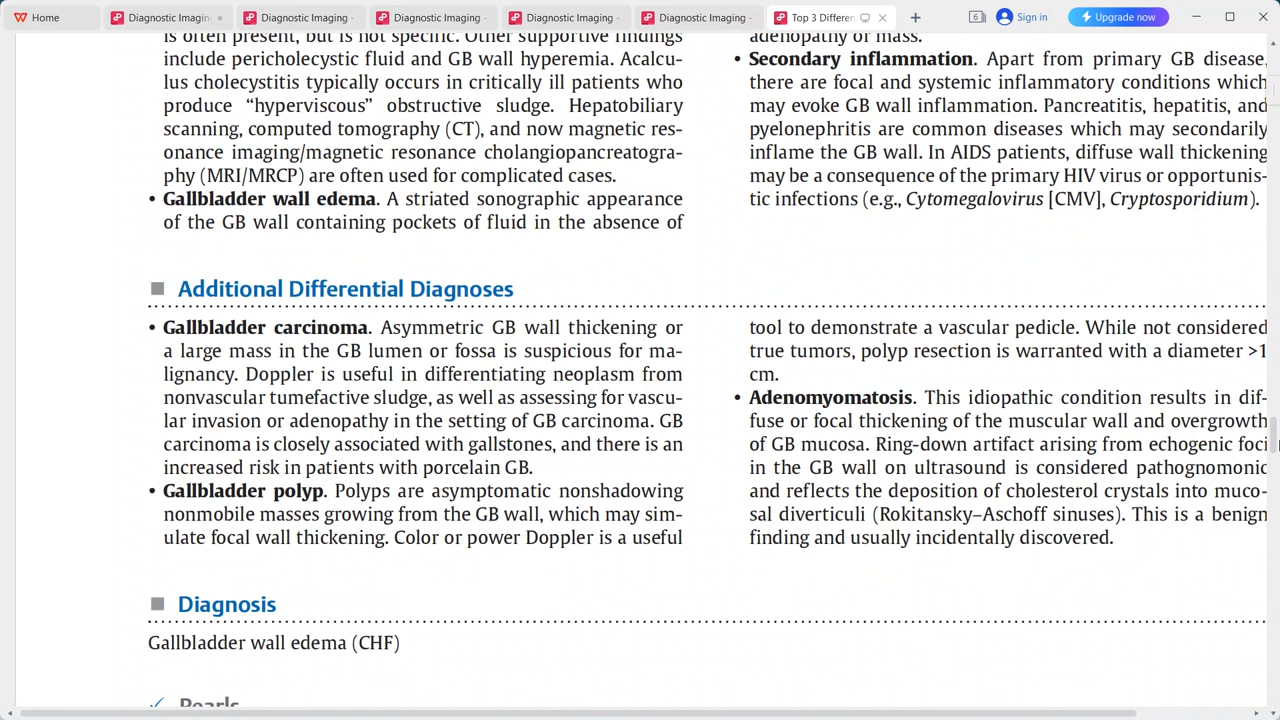 Home
Diagnostic Imagin
Diagnostic Imaging -
Diagnostic Imaging -
Diagnostic Imaging -
Diagnostic Imaging -
Top 3 Differen
6
Sign in
Upgrade now
is often present, but is not specific. Other supportive findings
include pericholecystic fluid and GB wall hyperemia. Acalcu-
lus cholecystitis typically occurs in critically ill patients who
produce “hyperviscous” obstructive sludge. Hepatobiliary
scanning, computed tomography (CT), and now magnetic res-
onance imaging/magnetic resonance cholangiopancreatogra-
phy (MRI/MRCP) are often used for complicated cases.
• Gallbladder wall edema. A striated sonographic appearance
of the GB wall containing pockets of fluid in the absence of
adenopathy or mass.
• Secondary inflammation. Apart from primary GB disease,
there are focal and systemic inflammatory conditions which
may evoke GB wall inflammation. Pancreatitis, hepatitis, and
pyelonephritis are common diseases which may secondarily
inflame the GB wall. In AIDS patients, diffuse wall thickening
may be a consequence of the primary HIV virus or opportunis-
tic infections (e.g., Cytomegalovirus [CMV], Cryptosporidium).
Additional Differential Diagnoses
• Gallbladder carcinoma. Asymmetric GB wall thickening or
a large mass in the GB lumen or fossa is suspicious for ma-
lignancy. Doppler is useful in differentiating neoplasm from
nonvascular tumefactive sludge, as well as assessing for vascu-
lar invasion or adenopathy in the setting of GB carcinoma. GB
carcinoma is closely associated with gallstones, and there is an
increased risk in patients with porcelain GB.
• Gallbladder polyp. Polyps are asymptomatic nonshadowing
nonmobile masses growing from the GB wall, which may sim-
ulate focal wall thickening. Color or power Doppler is a useful
tool to demonstrate a vascular pedicle. While not considered
true tumors, polyp resection is warranted with a diameter >1
cm.
• Adenomyomatosis. This idiopathic condition results in dif-
fuse or focal thickening of the muscular wall and overgrowth
of GB mucosa. Ring-down artifact arising from echogenic foci
in the GB wall on ultrasound is considered pathognomonic
and reflects the deposition of cholesterol crystals into muco-
sal diverticuli (Rokitansky–Aschoff sinuses). This is a benign
finding and usually incidentally discovered.
Diagnosis
Gallbladder wall edema (CHF)
Pearls